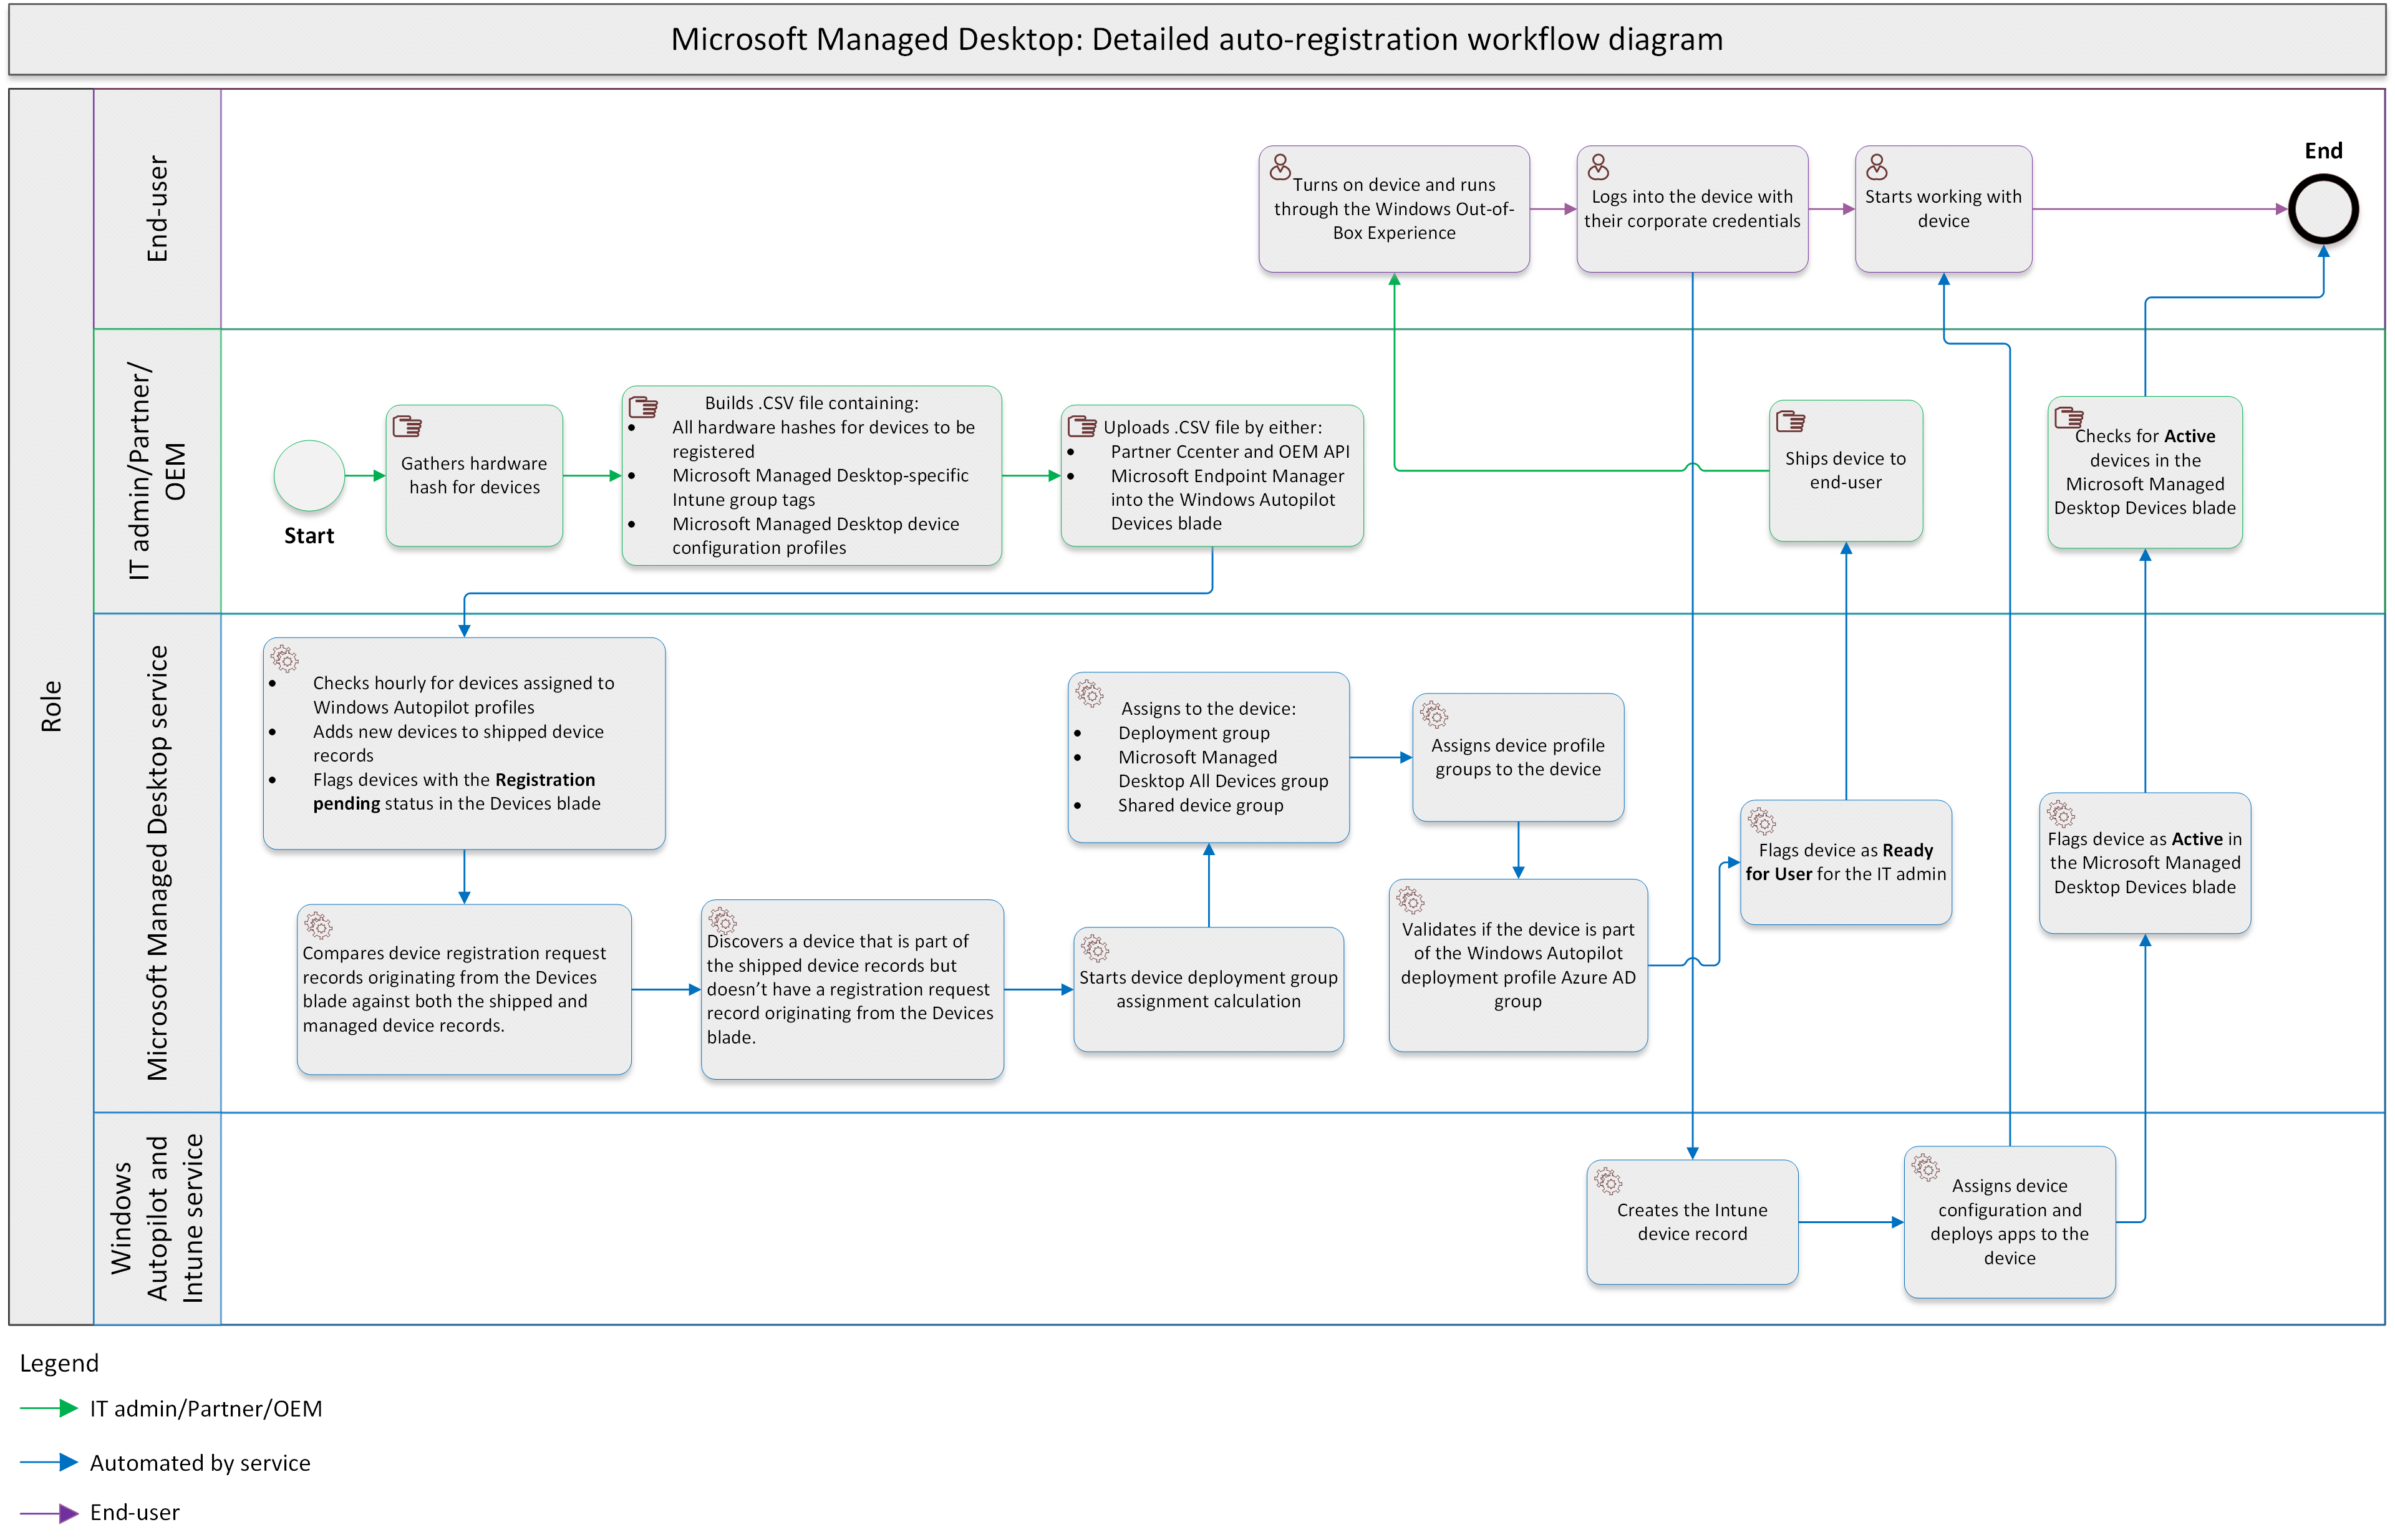 Microsoft Managed Desktop: Detailed auto-registration workflow diagram
Role
End-user
Turns on device and runs
through the Windows Out-of-
Box Experience
Logs into the device with
their corporate credentials
Starts working with
device
End
IT admin/Partner/
OEM
Start
Gathers hardware
hash for devices
Builds .CSV file containing:
• All hardware hashes for devices to be
registered
• Microsoft Managed Desktop-specific
Intune group tags
• Microsoft Managed Desktop device
configuration profiles
Uploads .CSV file by either:
• Partner Ccenter and OEM API
• Microsoft Endpoint Manager
into the Windows Autopilot
Devices blade
Ships device to
end-user
Checks for Active
devices in the
Microsoft Managed
Desktop Devices blade
Microsoft Managed Desktop service
• Checks hourly for devices assigned to
Windows Autopilot profiles
• Adds new devices to shipped device
records
• Flags devices with the Registration
pending status in the Devices blade
Compares device registration request
records originating from the Devices
blade against both the shipped and
managed device records.
Discovers a device that is part of
the shipped device records but
doesn't have a registration request
record originating from the Devices
blade.
Starts device deployment group
assignment calculation
Assigns to the device:
• Deployment group
• Microsoft Managed
Desktop All Devices group
• Shared device group
Assigns device profile
groups to the device
Validates if the device is part
of the Windows Autopilot
deployment profile Azure AD
group
Flags device as Ready
for User for the IT admin
Flags device as Active in
the Microsoft Managed
Desktop Devices blade
Windows
Autopilot and
Intune service
Creates the Intune
device record
Assigns device
configuration and
deploys apps to the
device
Legend
IT admin/Partner/OEM
Automated by service
End-user